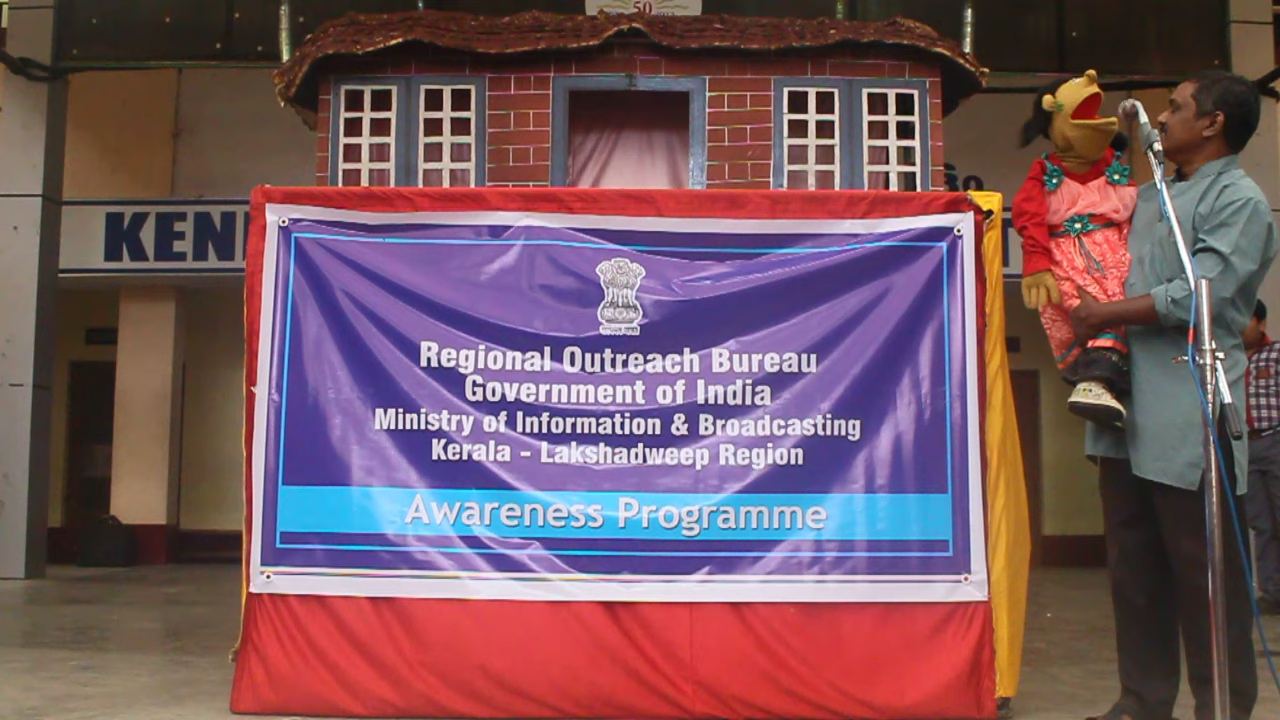 50
KEN
Regional Outreach Bureau
Government of India
Ministry of Information & Broadcasting
Kerala - Lakshadweep Region
Awareness Programme